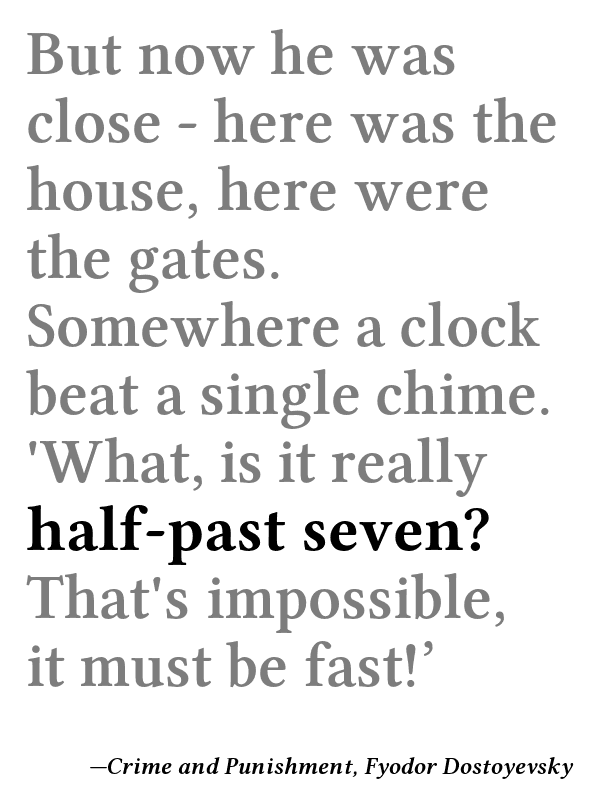 But now he was
close - here was the
house, here were
the gates.
Somewhere a clock
beat a single chime.
'What, is it really
half-past seven?
That's impossible,
it must be fast!’
—Crime and Punishment, Fyodor Dostoyevsky